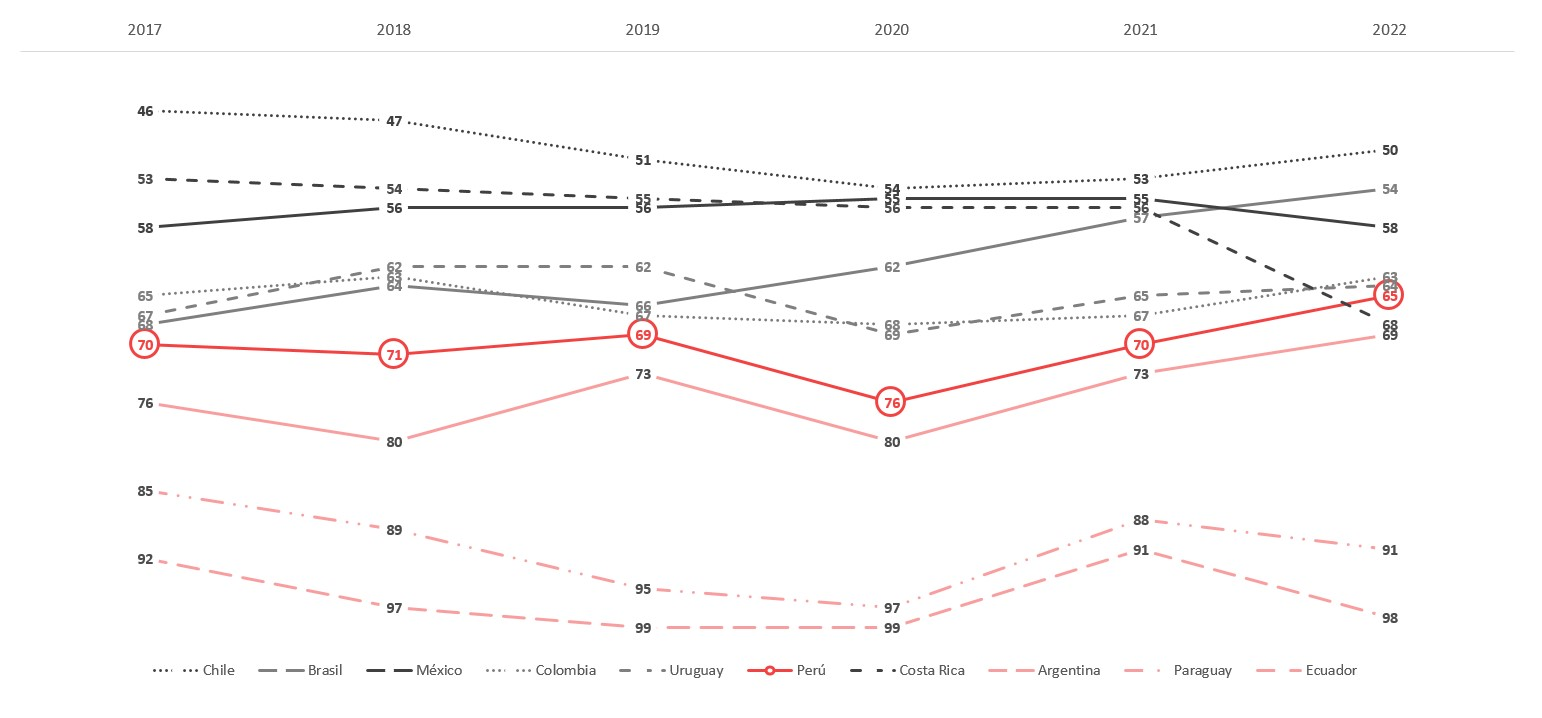 2017 2018 2019 2020 2021 2022
46 47 51 54 53 50
53 54 55 55 55 54
58 56 56 56 56 58
57
65 62 62 62 65 63
67 63 66 68 67 64
68 64 67 69 65
70 71 69 76 70 68
69
76 80 73 80 73
85 89 95 97 88 91
92 97 99 99 91 98
Chile Brasil México Colombia Uruguay Perú Costa Rica Argentina Paraguay Ecuador